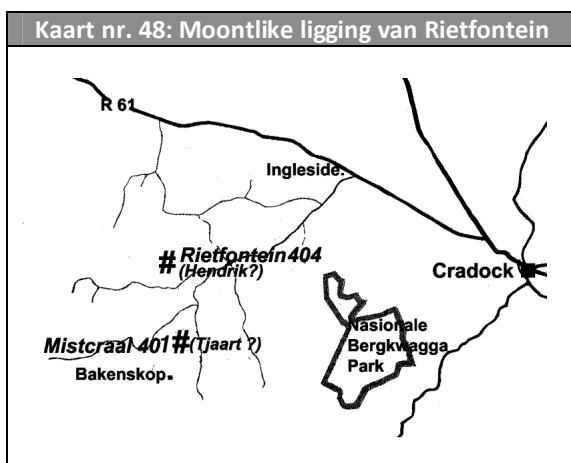 Kaart nr. 48: Moontlike ligging van Rietfontein
R 61
Ingleside.
Rietfontein 404
(Hendrik?)
Cradock
Nasionale
Bergkwagga
Park
Mistcraal 401 (Tjaart ?)
Bakenskop.